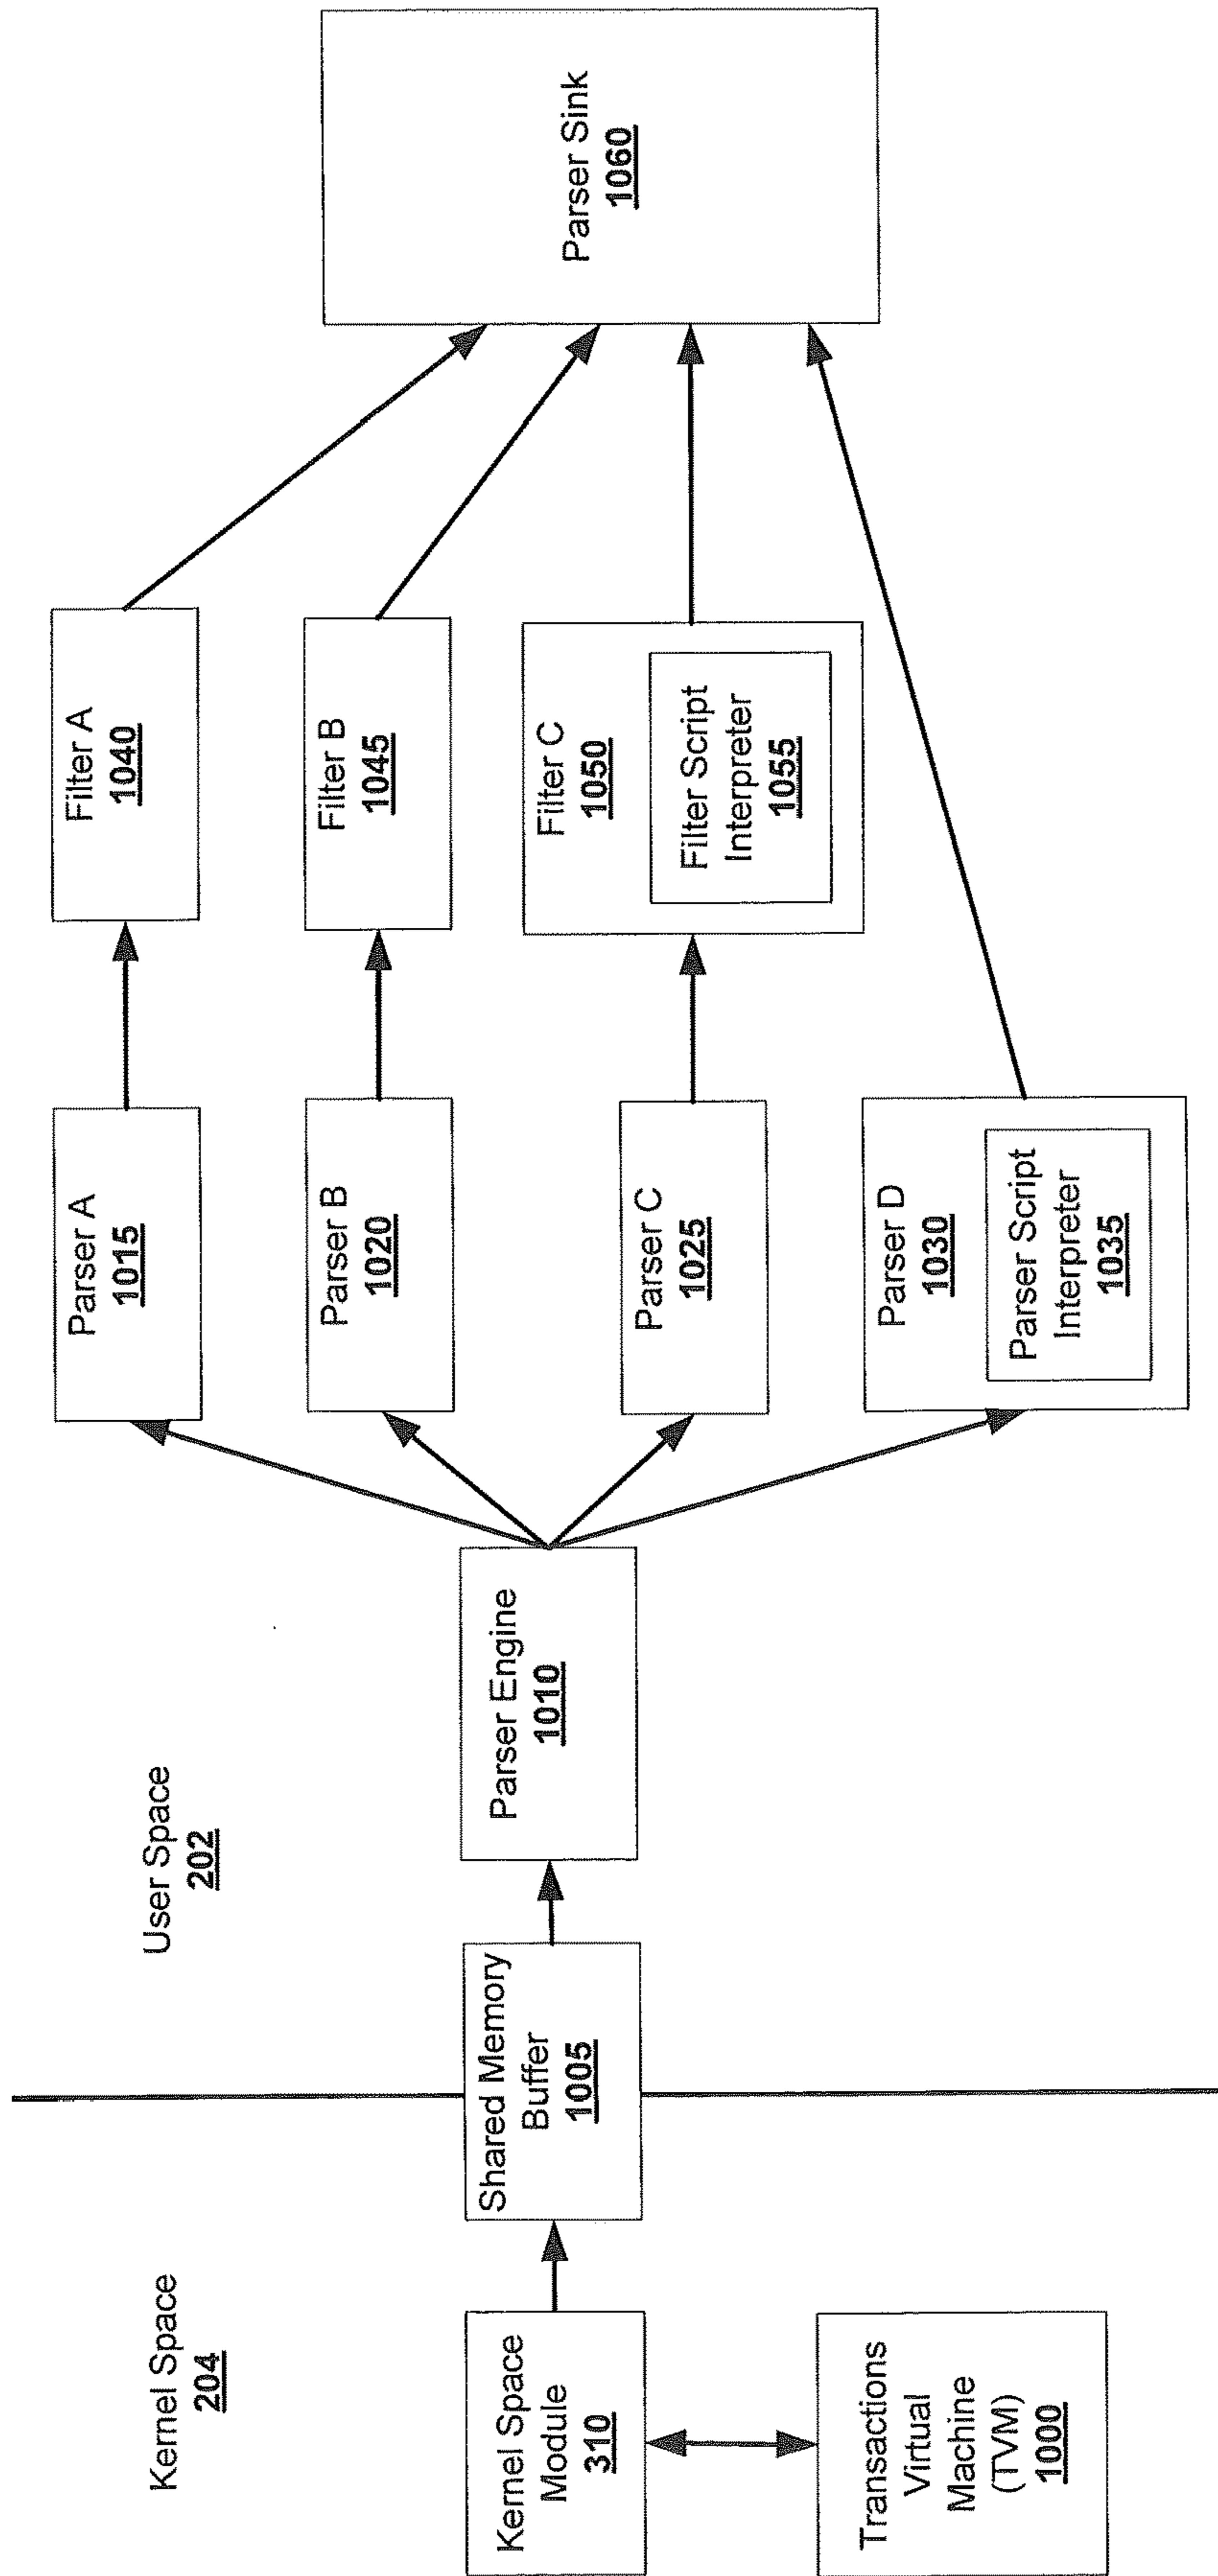 Kernel Space
204
User Space
202
Kernel Space
Module
310
Transactions
Virtual
Machine
(TVM)
1000
Shared Memory
Buffer
1005
Parser Engine
1010
Parser A
1015
Parser B
1020
Parser C
1025
Parser D
1030
Parser Script
Interpreter
1035
Filter A
1040
Filter B
1045
Filter C
1050
Filter Script
Interpreter
1055
Parser Sink
1060